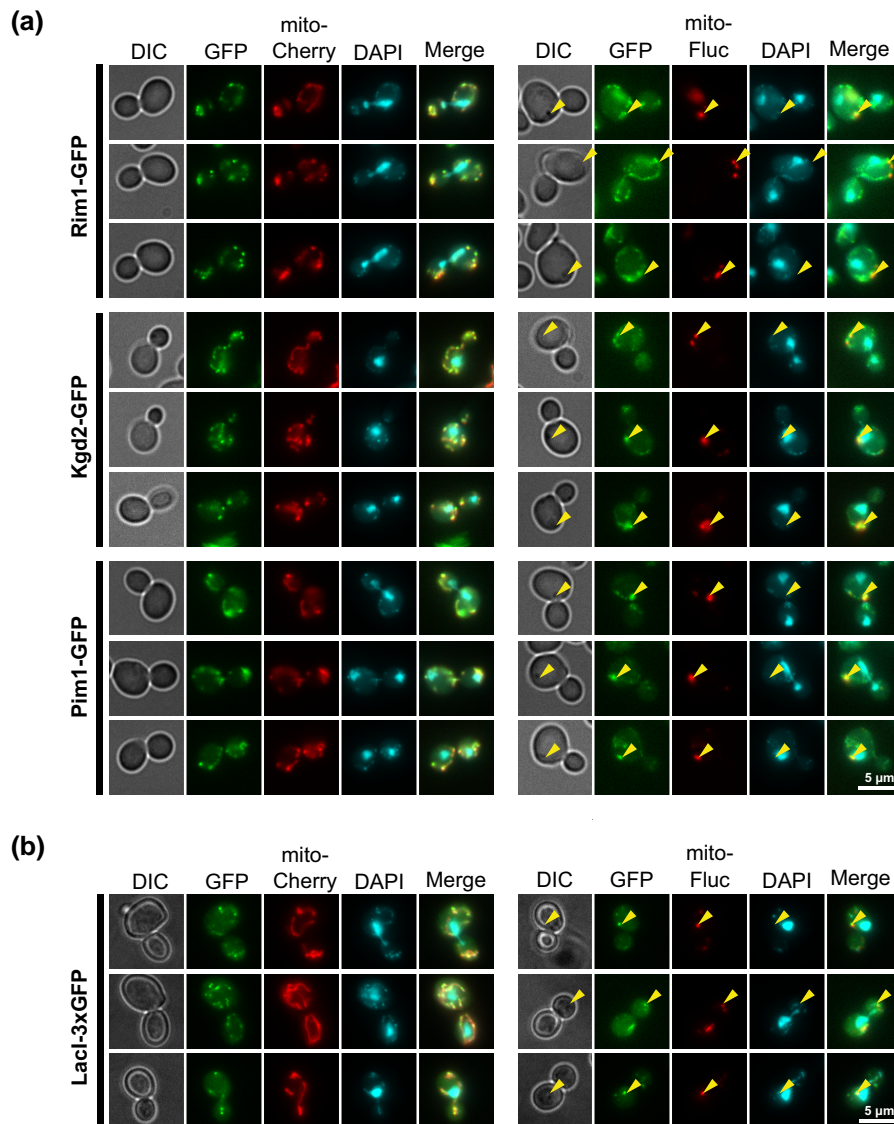 (a)
mito-
mito-
DIC GFP Cherry DAPI Merge
DIC GFP Fluc DAPI Merge
Rim1-GFP
Kgd2-GFP
Pim1-GFP
5 µm
(b)
mito-
mito-
DIC GFP Cherry DAPI Merge
DIC GFP Fluc DAPI Merge
LacI-3xGFP
5 µm